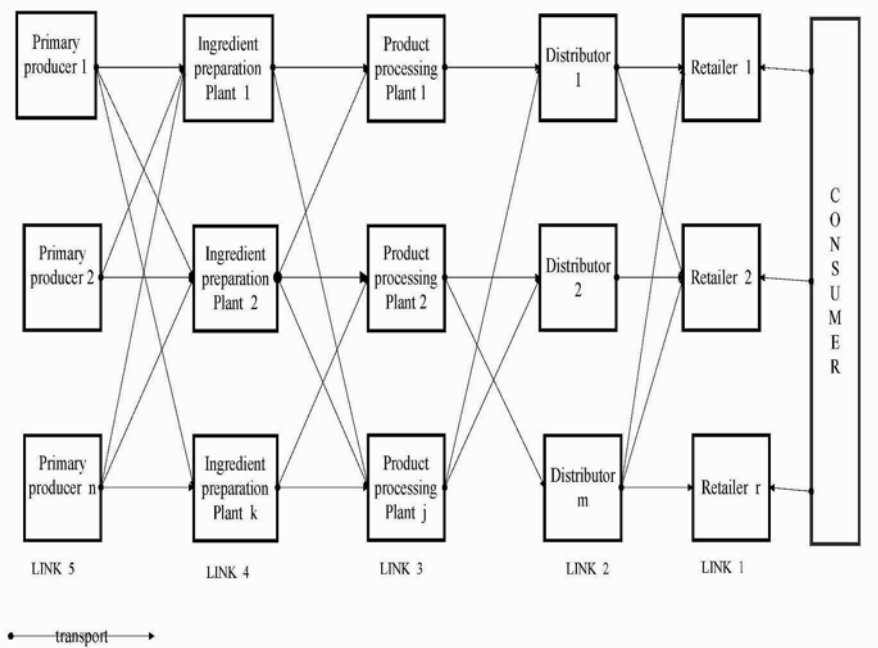 Primary
producer 1
Ingredient
preparation
Plant 1
Product
processing
Plant 1
Distributor
1
Retailer 1
Primary
producer 2
Ingredient
preparation
Plant 2
Product
processing
Plant 2
Distributor
2
Retailer 2
Primary
producer n
Ingredient
preparation
Plant k
Product
processing
Plant j
Distributor
m
Retailer r
C
O
N
S
U
M
E
R
LINK 5
LINK 4
LINK 3
LINK 2
LINK 1
transport